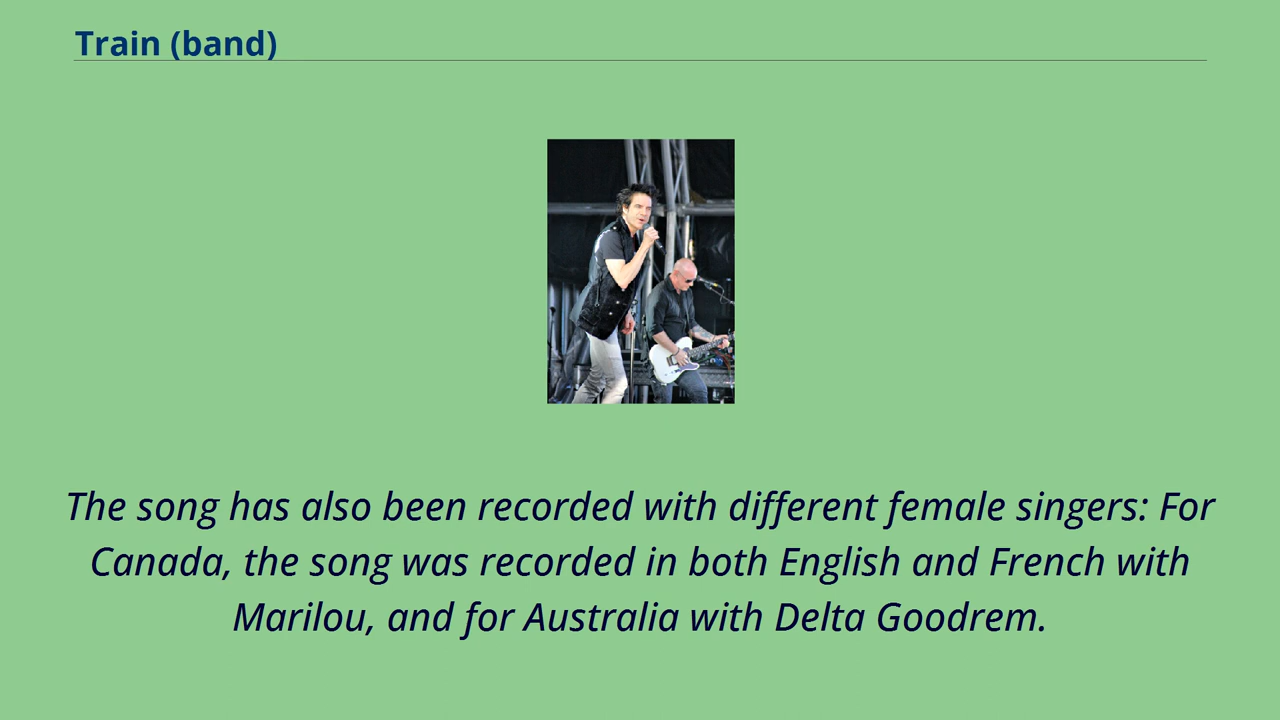 Train (band)
The song has also been recorded with different female singers: For
Canada, the song was recorded in both English and French with
Marilou, and for Australia with Delta Goodrem.